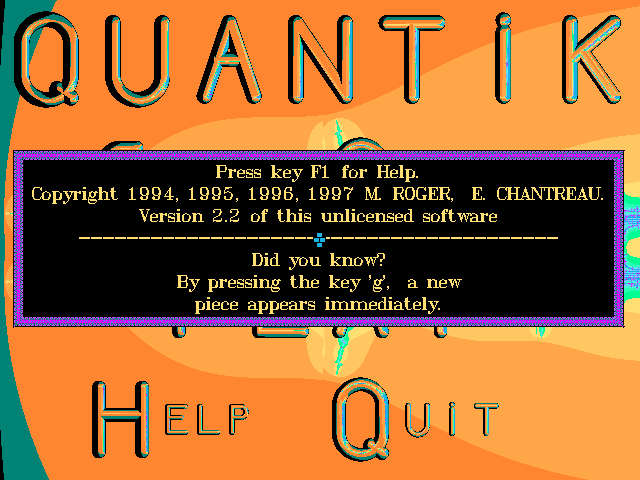 QUANTiK
Press key F1 for Help.
Copyright 1994, 1995, 1996, 1997 M. ROGER, E. CHANTREAU.
Version 2.2 of this unlicensed software
Did you know?
By pressing the key 'g', a new
piece appears immediately.
HELP QUiT